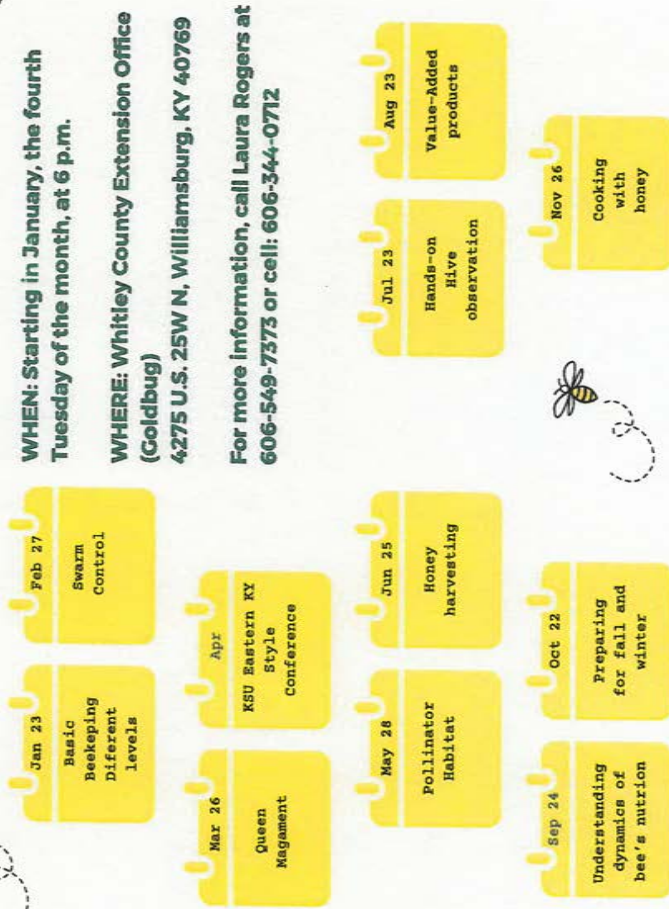 WHEN: Starting in January, the fourth
Tuesday of the month, at 6 p.m.
WHERE: Whitley County Extension Office
(Goldbug)
4275 U.S. 25W N, Williamsburg, KY 40769
For more information, call Laura Rogers at
606-549-7373 or cell: 606-344-0712
Jan 23
Basic
Beekeping
Diferent
levels
Feb 27
Swarm
Control
Mar 26
Queen
Magament
Apr
KSU Eastern KY
Style
Conference
May 28
Pollinator
Habitat
Jun 25
Honey
harvesting
Jul 23
Hands-on
Hive
observation
Aug 23
Value-Added
products
Sep 24
Understanding
dynamics of
bee's nutrion
Oct 22
Preparing
for fall and
winter
Nov 26
Cooking
with
honey